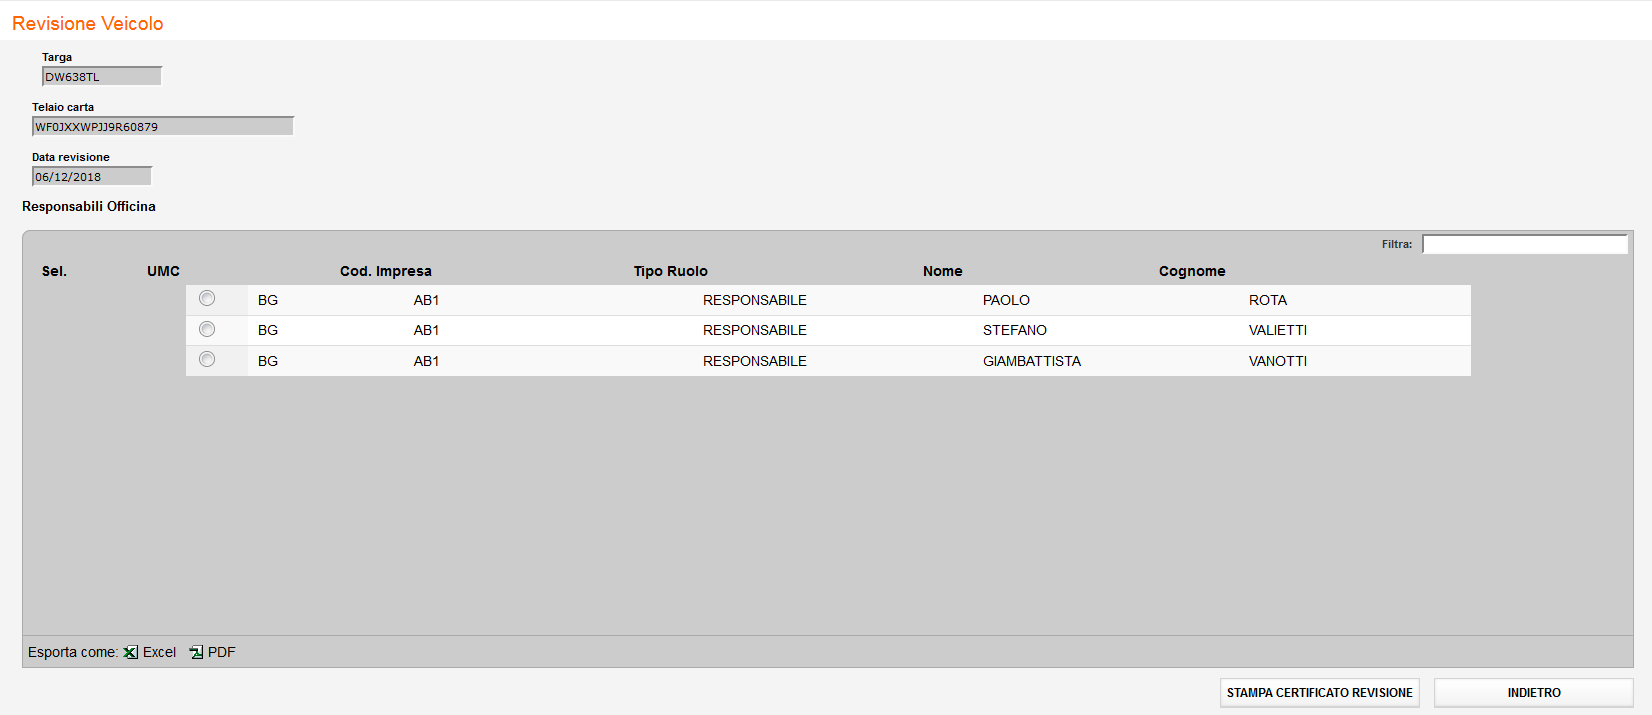 Revisione Veicolo
Targa
DW638TL
Telaio carta
WF0JXXWPJJ9R60879
Data revisione
06/12/2018
Responsabili Officina
Filtra:
Sel. UMC Cod. Impresa Tipo Ruolo Nome Cognome
BG AB1 RESPONSABILE PAOLO ROTA
BG AB1 RESPONSABILE STEFANO VALIETTI
BG AB1 RESPONSABILE GIAMBATTISTA VANOTTI
Esporta come: Excel PDF
STAMPA CERTIFICATO REVISIONE INDIETRO